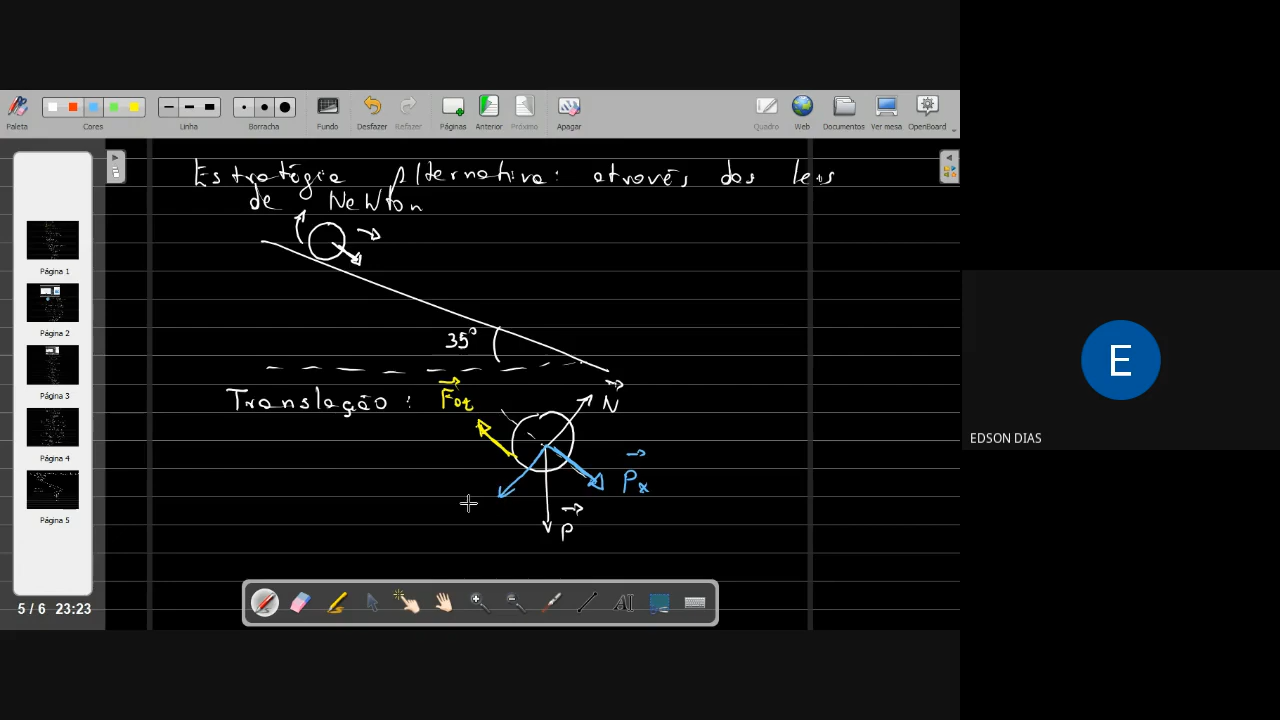 Paleta
Cores
Linha
Borracha
Fundo
Desfazer
Refazer
Páginas
Anterior
Próximo
Apagar
Quadro
Web
Documentos
Ver mesa
OpenBoard
Estratégia Alternativa: através das leis
de Newton
35°
Translação:
F
N
Px
P
Página 1
Página 2
Página 3
Página 4
Página 5
5 / 6 23:23
AI
E
EDSON DIAS